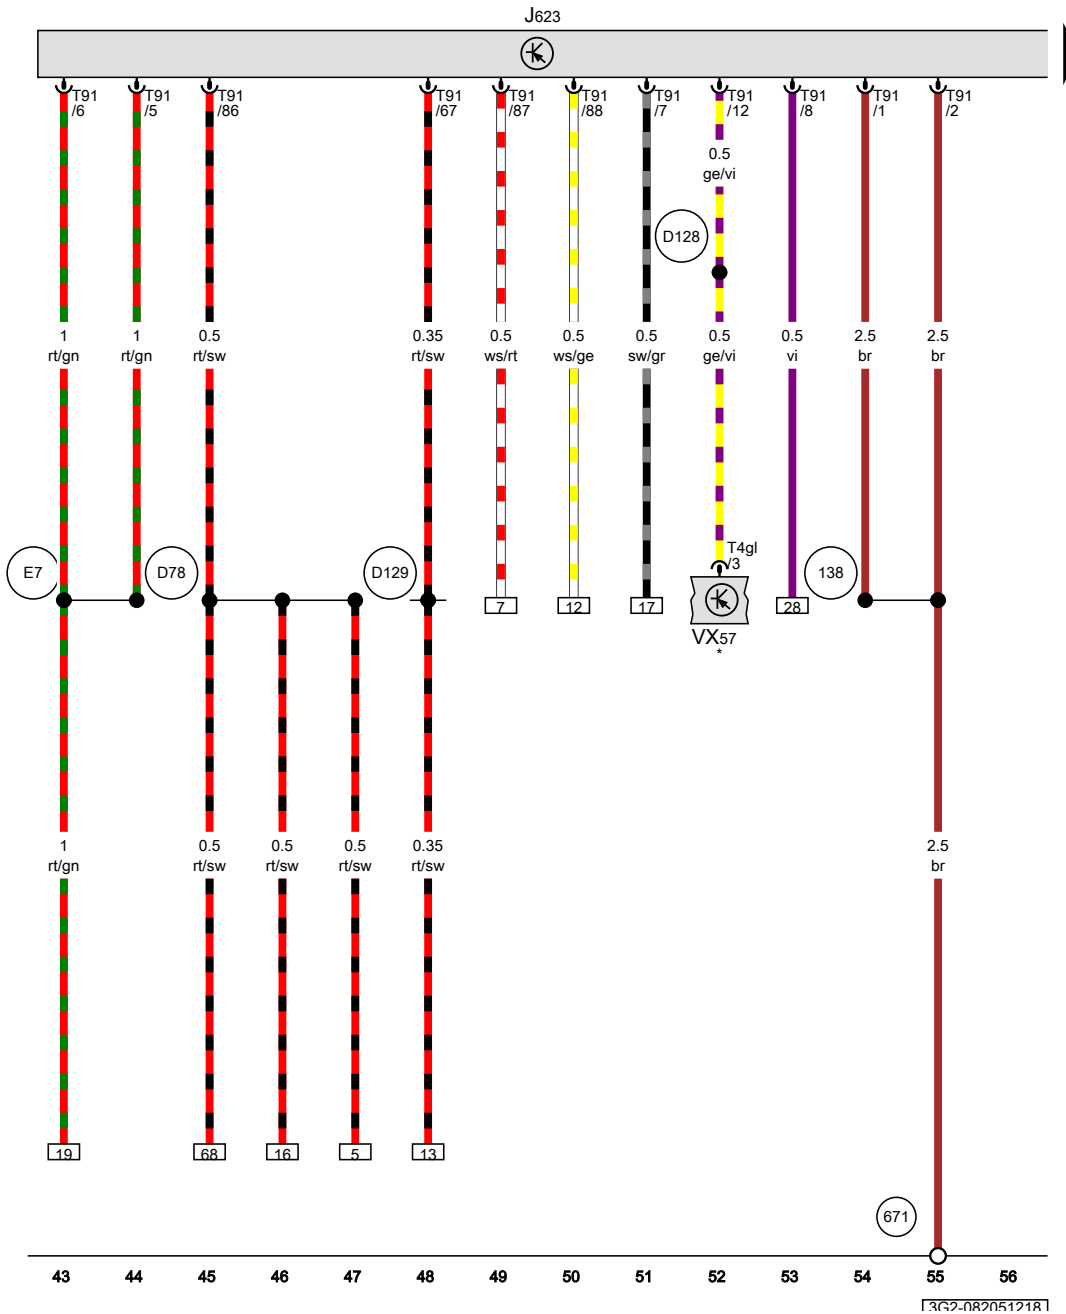 J623
T91 T91 T91 T91 T91 T91 T91 T91 T91 T91 T91
/6 /5 /86 /67 /87 /88 /7 /12 /8 /1 /2
0.5
ge/vi
D128
1 1 0.5 0.35 0.5 0.5 0.5 0.5 0.5 2.5 2.5
rt/gn rt/gn rt/sw rt/sw ws/rt ws/ge sw/gr ge/vi vi br br
T4gl
/3
E7 D78 D129 138
7 12 17 28
VX57
*
1 0.5 0.5 0.5 0.35 2.5
rt/gn rt/sw rt/sw rt/sw rt/sw br
19 68 16 5 13
671
43 44 45 46 47 48 49 50 51 52 53 54 55 56
3G2-082051218